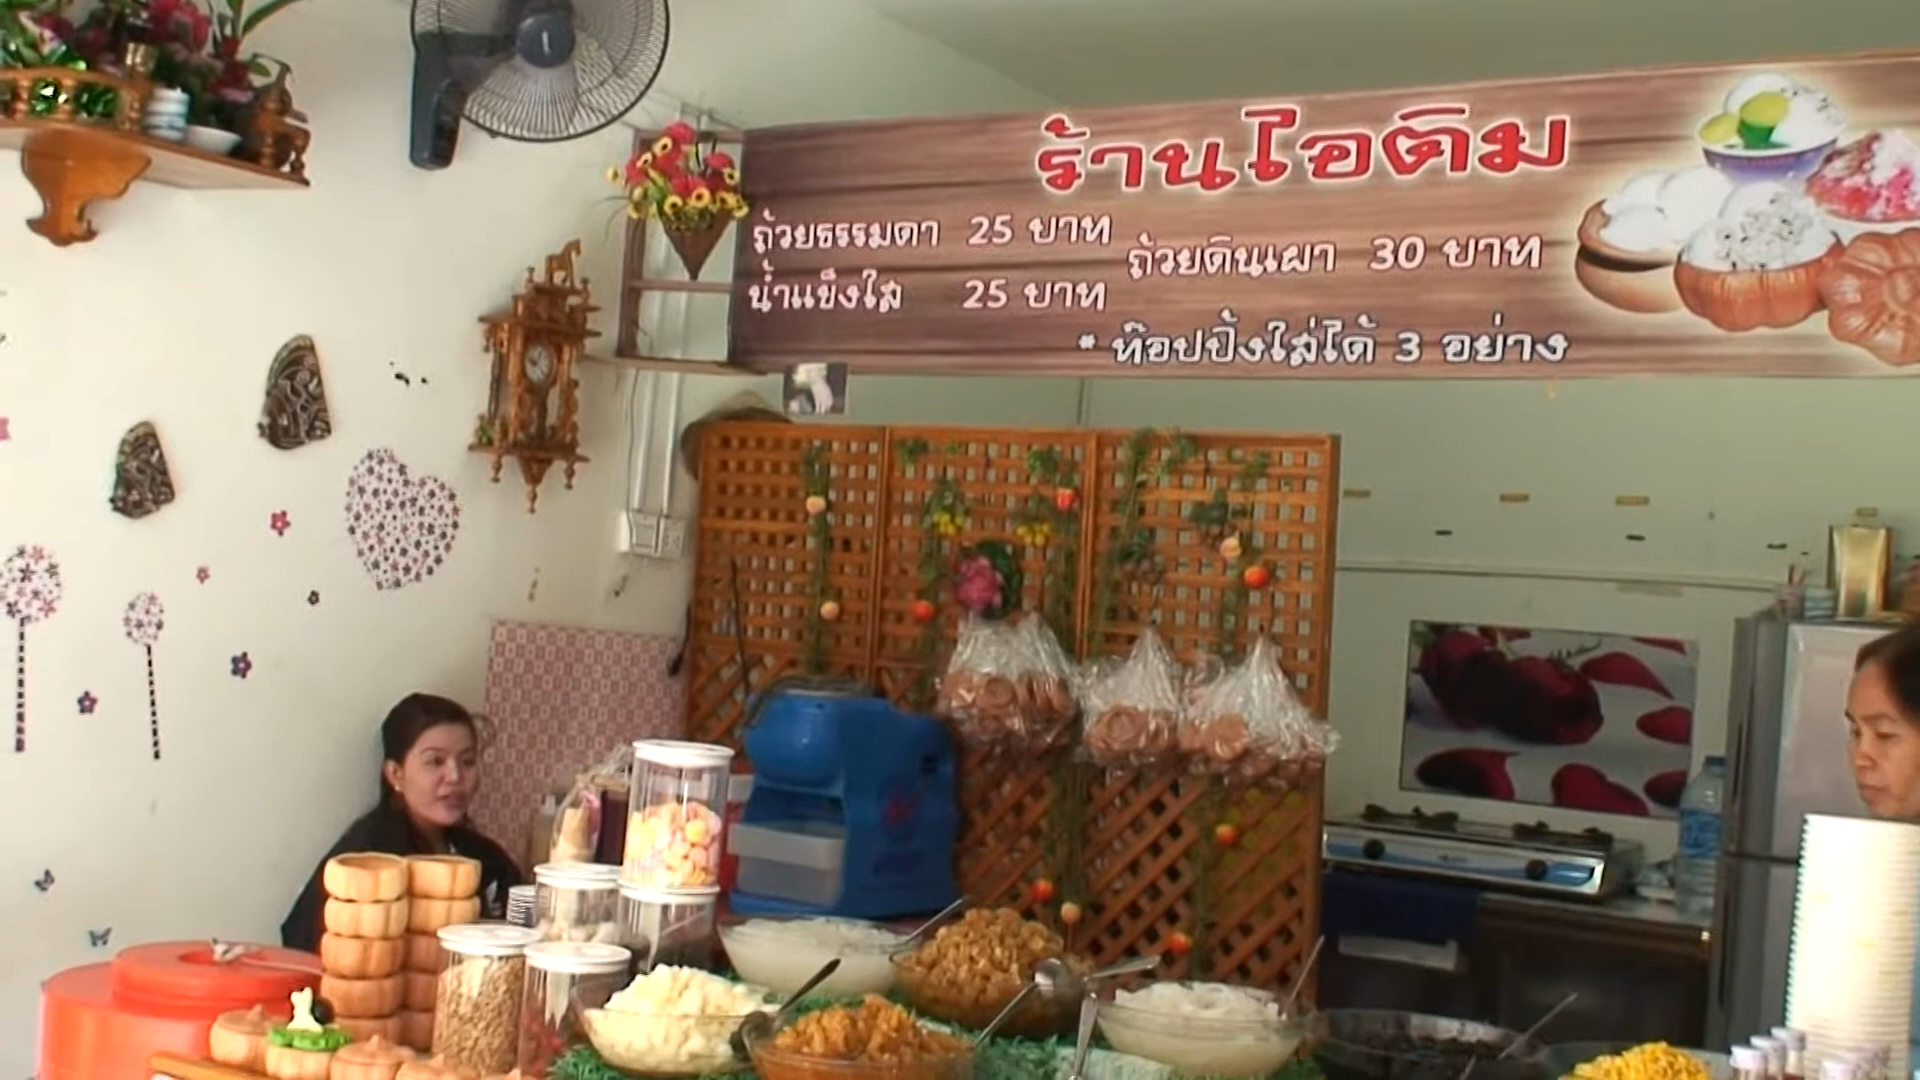 ร้านไอติม
ถ้วยธรรมดา 25 บาท
ถ้วยดินเผา 30 บาท
น้ำแข็งใส 25 บาท
* ท๊อปปิ้งใส่ได้ 3 อย่าง